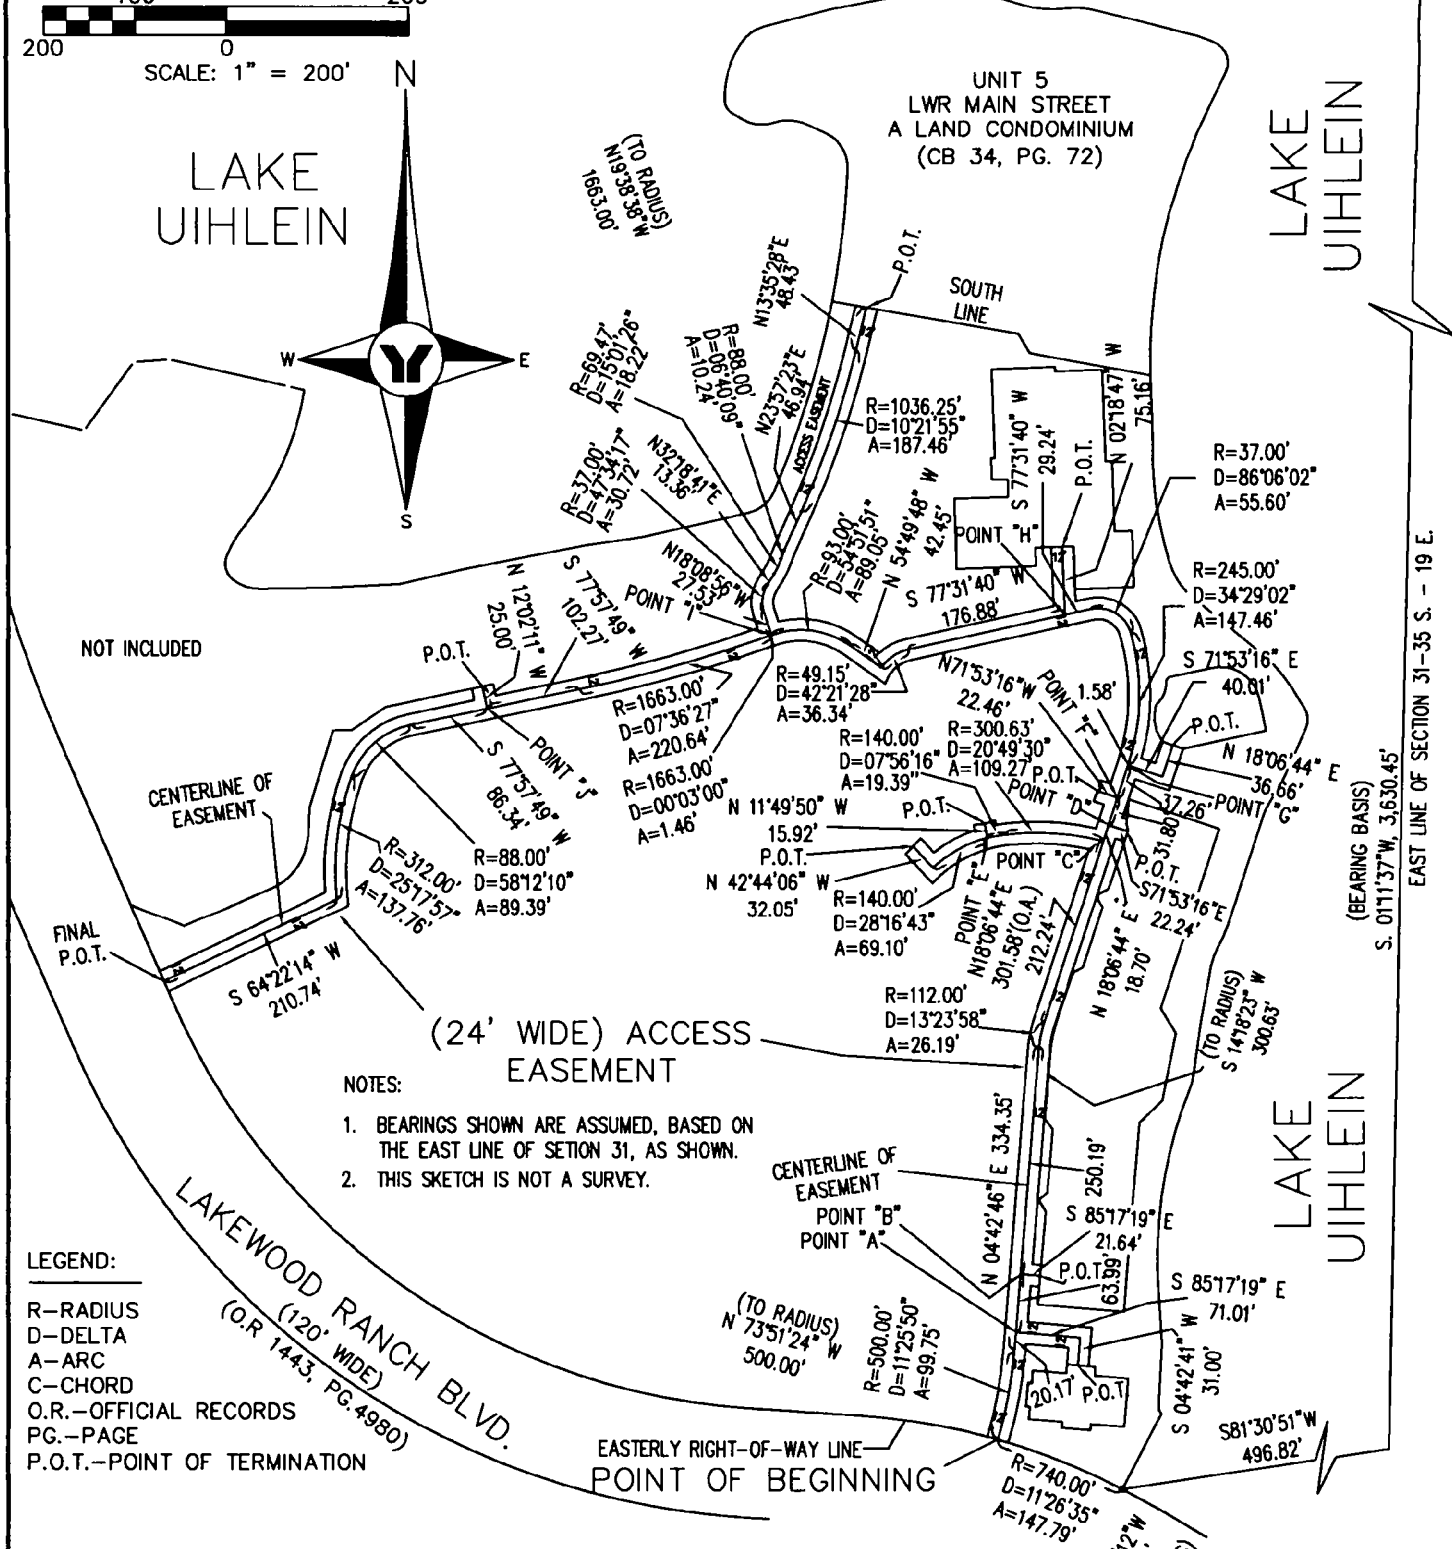 200
0
SCALE: 1" = 200'
N
W
E
S
LAKE
UIHLEIN
UNIT 5
LWR MAIN STREET
A LAND CONDOMINIUM
(CB 34, PG. 72)
LAKE
UIHLEIN
(TO RADIUS)
N19°38'38"W
1663.00'
P.O.T.
SOUTH
LINE
N13°35'28"E
48.43'
R=69.47'
D=15°01'26"
A=18.22'
R=88.00'
D=06°40'09"
A=10.24'
N23°57'23"E
46.94'
ACCESS EASEMENT
R=1036.25'
D=10°21'55"
A=187.46'
R=37.00'
D=47°34'17"
A=30.72'
N32°18'41"E
13.36'
N18°08'56"W
27.53'
POINT "I"
R=93.00'
D=54°51'51"
A=89.05'
N 54°49'48" W
42.45'
S 77°31'40" W
29.24'
P.O.T.
N 02°18'47" W
75.16'
POINT "H"
S 77°31'40" W
176.88'
R=37.00'
D=86°06'02"
A=55.60'
R=245.00'
D=34°29'02"
A=147.46'
S 71°53'16" E
40.01'
P.O.T.
N 18°06'44" E
36.66'
POINT "G"
37.26'
1.58'
POINT "F"
N71°53'16"W
22.46'
P.O.T.
POINT "D"
31.80'
P.O.T.
S71°53'16"E
22.24'
NOT INCLUDED
P.O.T.
N 12°02'11" W
25.00'
S 77°57'49" W
102.27'
POINT "J"
S 77°57'49" W
86.34'
R=1663.00'
D=07°36'27"
A=220.64'
R=1663.00'
D=00°03'00"
A=1.46'
R=49.15'
D=42°21'28"
A=36.34'
R=140.00'
D=07°56'16"
A=19.39"
R=300.63'
D=20°49'30"
A=109.27'
N 11°49'50" W
15.92'
P.O.T.
P.O.T.
N 42°44'06" W
32.05'
R=140.00'
D=28°16'43"
A=69.10'
POINT "C"
POINT "E"
N18°06'44"E
301.58'(O.A.)
212.24'
N 18°06'44" E
18.70'
CENTERLINE OF
EASEMENT
R=312.00'
D=25°17'57"
A=137.76'
R=88.00'
D=58°12'10"
A=89.39'
FINAL
P.O.T.
S 64°22'14" W
210.74'
(24' WIDE) ACCESS
EASEMENT
R=112.00'
D=13°23'58"
A=26.19'
(TO RADIUS)
S 14°18'23" W
300.63'
(BEARING BASIS)
S. 01°11'37"W, 3,630.45'
EAST LINE OF SECTION 31-35 S. - 19 E.
NOTES:
1. BEARINGS SHOWN ARE ASSUMED, BASED ON
THE EAST LINE OF SETION 31, AS SHOWN.
2. THIS SKETCH IS NOT A SURVEY.
CENTERLINE OF
EASEMENT
POINT "B"
POINT "A"
N 04°42'46" E 334.35'
250.19'
S 85°17'19" E
21.64'
P.O.T.
63.99'
S 85°17'19" E
71.01'
S 04°42'41" W
31.00'
20.17'
P.O.T.
LAKE
UIHLEIN
(TO RADIUS)
N 73°51'24" W
500.00'
R=500.00'
D=11°25'50"
A=99.75'
LAKEWOOD RANCH BLVD.
(120' WIDE)
(O.R 1443, PG.4980)
LEGEND:
R-RADIUS
D-DELTA
A-ARC
C-CHORD
O.R.-OFFICIAL RECORDS
PG.-PAGE
P.O.T.-POINT OF TERMINATION
EASTERLY RIGHT-OF-WAY LINE
POINT OF BEGINNING
R=740.00'
D=11°26'35"
A=147.79'
S81°30'51"W
496.82'